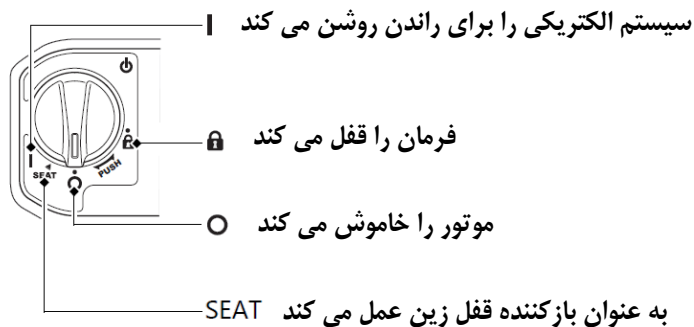 سیستم الکتریکی را برای راندن روشن می کند I
فرمان را قفل می کند
موتور را خاموش می کند O
به عنوان بازکننده قفل زین عمل می کند SEAT
I
SEAT
PUSH